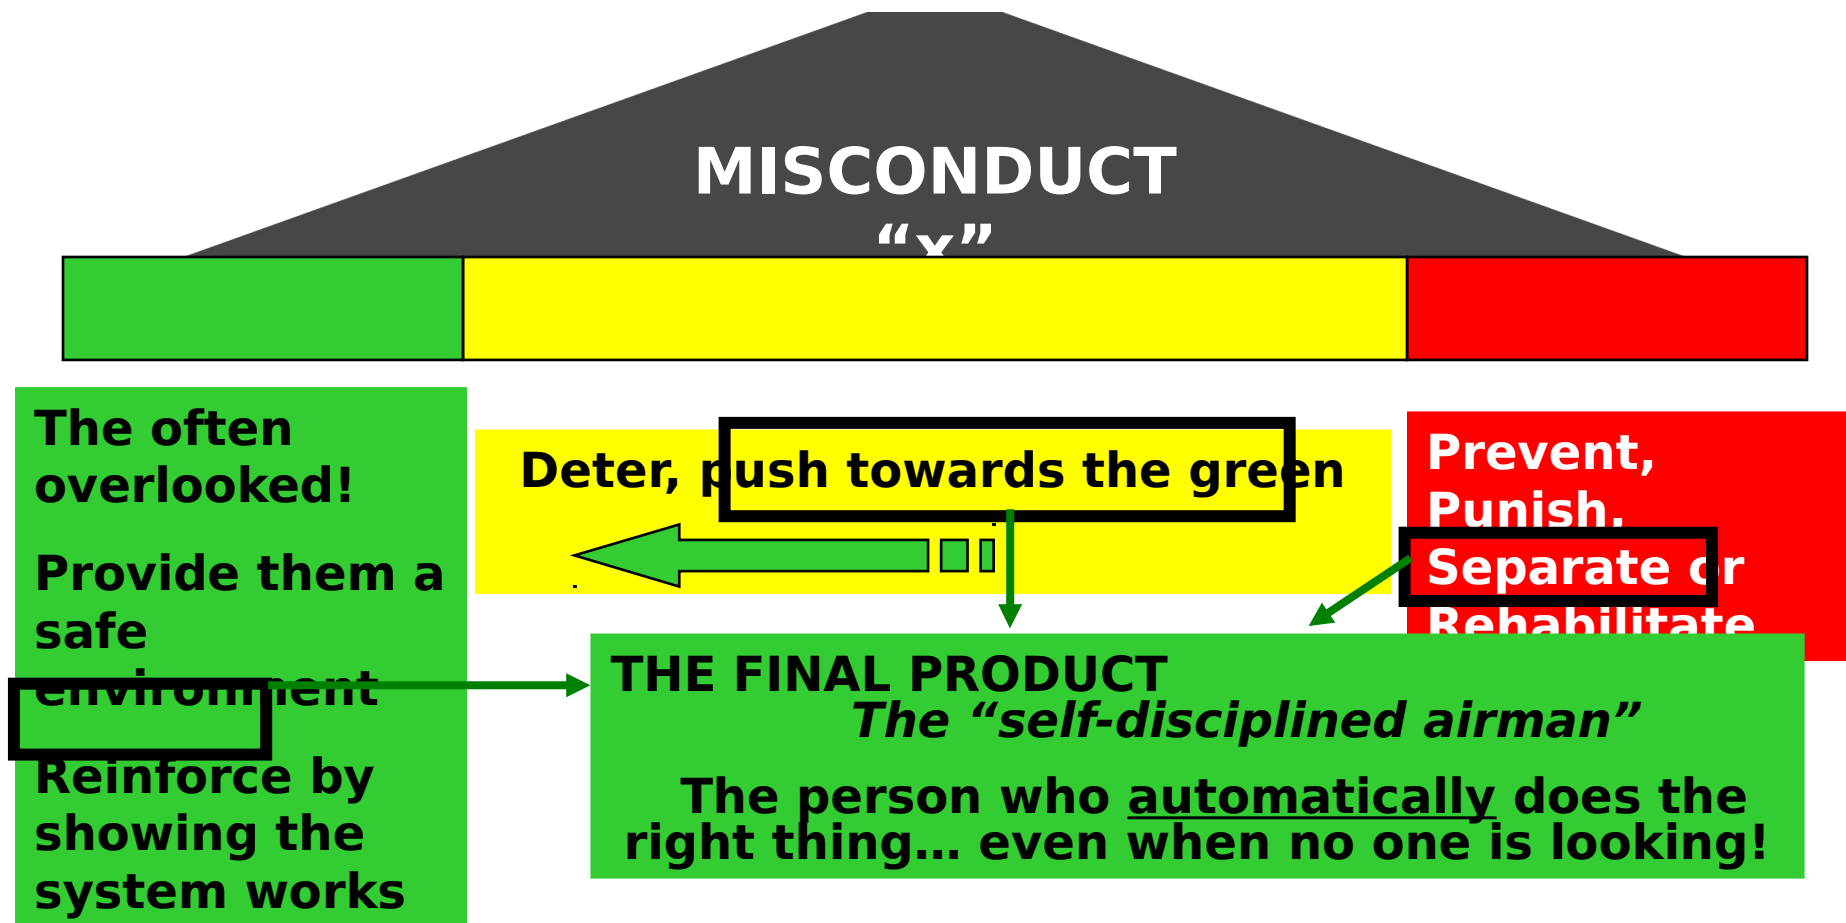 MISCONDUCT
“x”
The often
overlooked!
Provide them a
safe
environment
Reinforce by
showing the
system works
Deter, push towards the green
Prevent,
Punish,
Separate or
Rehabilitate
THE FINAL PRODUCT
The “self-disciplined airman”
The person who automatically does the
right thing… even when no one is looking!